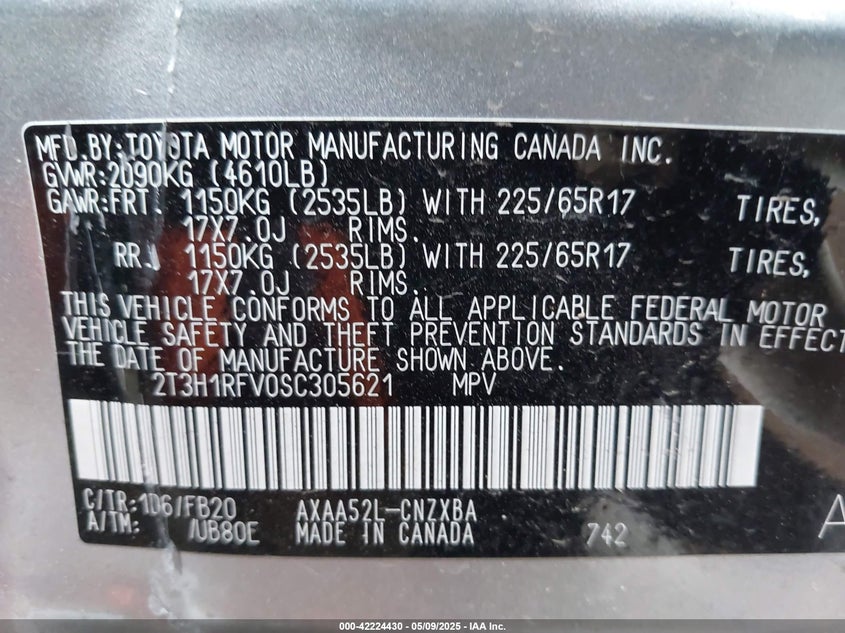 MFD.BY:TOYOTA MOTOR MANUFACTURING CANADA INC.
GVWR:2090KG (4610LB)
GAWR:FRT. 1150KG (2535LB) WITH 225/65R17 TIRES,
17X7.0J RIMS.
RR. 1150KG (2535LB) WITH 225/65R17 TIRES,
17X7.0J RIMS.
THIS VEHICLE CONFORMS TO ALL APPLICABLE FEDERAL MOTOR
VEHICLE SAFETY AND THEFT PREVENTION STANDARDS IN EFFECT
THE DATE OF MANUFACTURE SHOWN ABOVE.
2T3H1RFV0SC305621 MPV
C/TR:1D6/FB20 AXAA52L-CNZXBA A
A/TM: /UB80E MADE IN CANADA 742
000-42224430 - 05/09/2025 - IAA Inc.